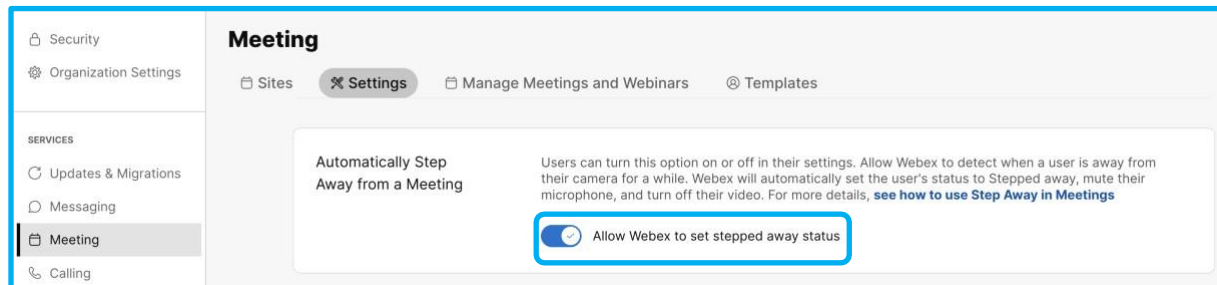 Security
Organization Settings
SERVICES
Updates & Migrations
Messaging
Meeting
Calling
Meeting
Sites
Settings
Manage Meetings and Webinars
Templates
Automatically Step
Away from a Meeting
Users can turn this option on or off in their settings. Allow Webex to detect when a user is away from
their camera for a while. Webex will automatically set the user's status to Stepped away, mute their
microphone, and turn off their video. For more details, see how to use Step Away in Meetings
Allow Webex to set stepped away status